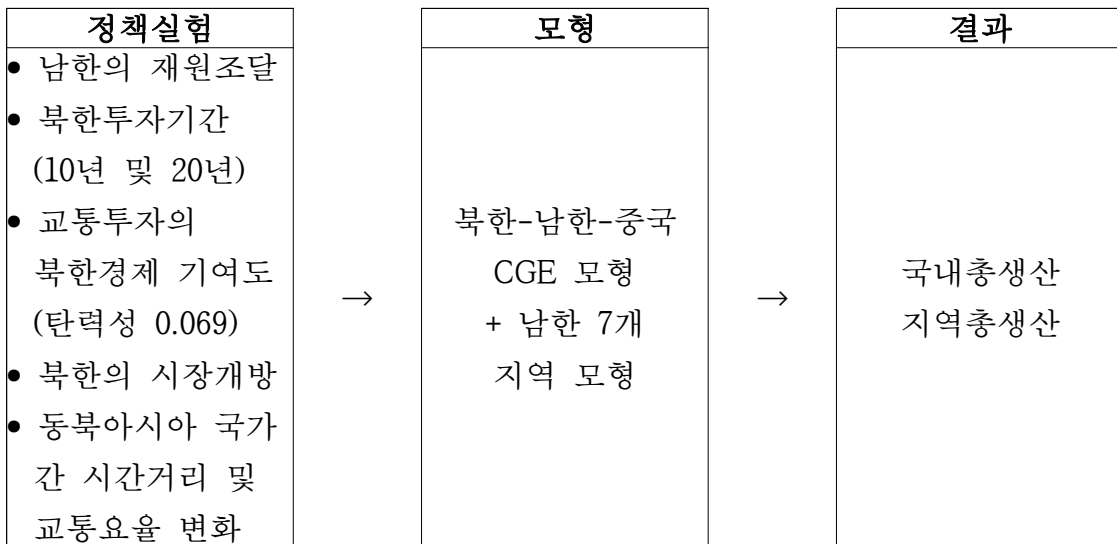 정책실험
• 남한의 재원조달
• 북한투자기간
(10년 및 20년)
• 교통투자의
북한경제 기여도
(탄력성 0.069)
• 북한의 시장개방
• 동북아시아 국가
간 시간거리 및
교통요율 변화
→
모형
북한-남한-중국
CGE 모형
+ 남한 7개
지역 모형
→
결과
국내총생산
지역총생산